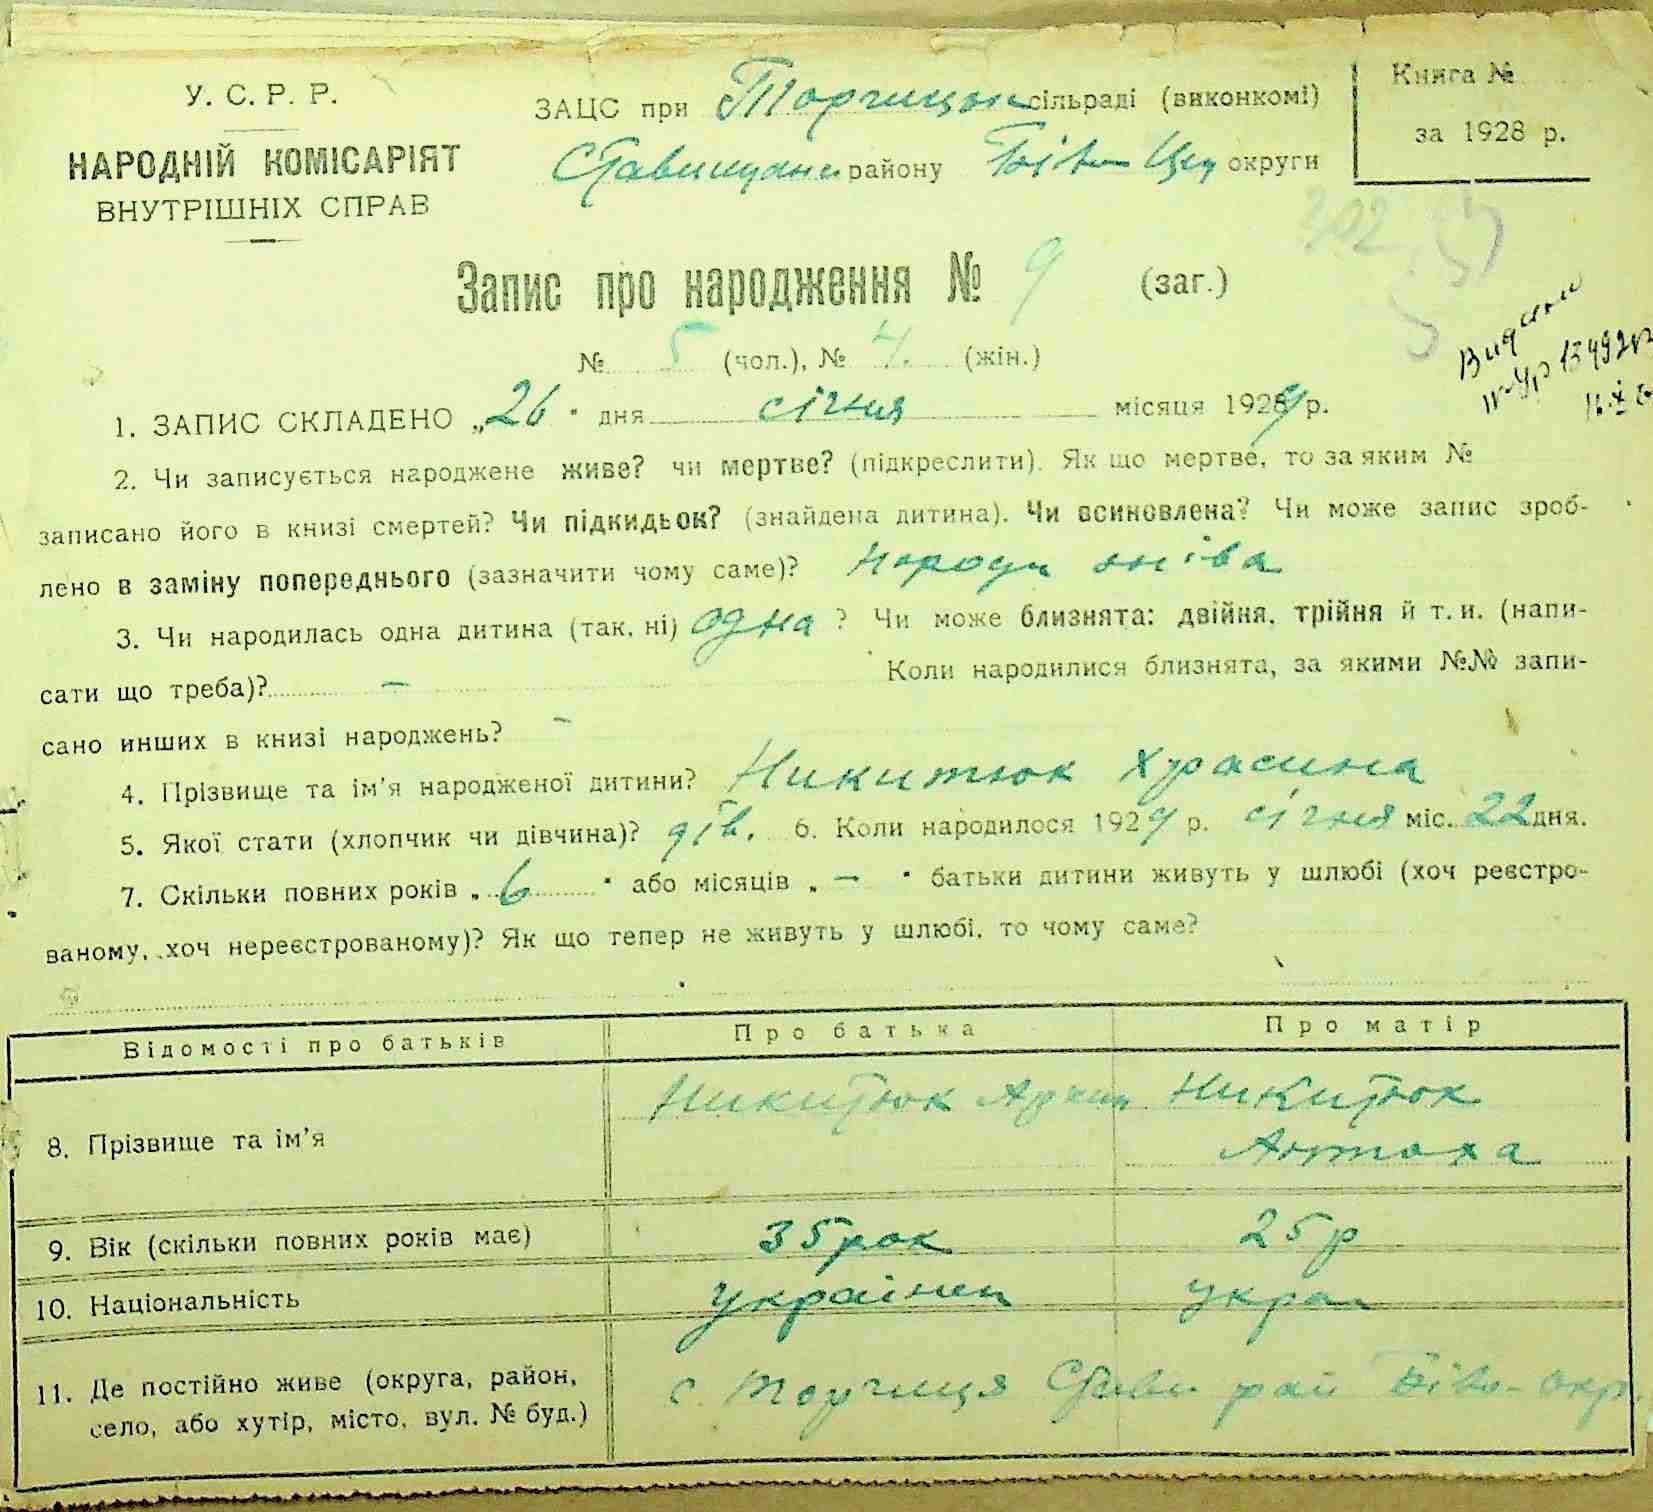 У. С. Р. Р.
НАРОДНІЙ КОМІСАРІЯТ
ВНУТРІШНІХ СПРАВ
ЗАЦС при Торчицьк сільраді (виконкомі)
Ставищан району Біло Цер округи
Книга №
за 1928 р.
Запис про народження № 9 (заг.)
№ 5 (чол.), № 4. (жін.)
1. ЗАПИС СКЛАДЕНО „26" дня січня місяця 1929 р.
2. Чи записується народжене живе? чи мертве? (підкреслити). Як що мертве, то за яким №
записано його в книзі смертей? Чи підкидьок? (знайдена дитина). Чи всиновлена? Чи може запис зроб-
лено в заміну попереднього (зазначити чому саме)?
3. Чи народилась одна дитина (так, ні) одна ? Чи може близнята: двійня, трійня й т. и. (напи-
сати що треба)? – Коли народилися близнята, за якими №№ запи-
сано инших в книзі народжень? –
4. Прізвище та ім'я народженої дитини? Никитюк
5. Якої стати (хлопчик чи дівчина)? дів. 6. Коли народилося 1929 р. січня міс. 22 дня.
7. Скільки повних років „ 6 " або місяців „ – " батьки дитини живуть у шлюбі (хоч реєстро-
ваному, хоч нереєстрованому)? Як що тепер не живуть у шлюбі, то чому саме?
Відомості про батьків Про батька Про матір
8. Прізвище та ім'я Никитюк Никитюк
9. Вік (скільки повних років має) 35 рок 25 р
10. Національність українец укра
11. Де постійно живе (округа, район,
село, або хутір, місто, вул. № буд.) с. Торчиця Стави рай Біло- окр.